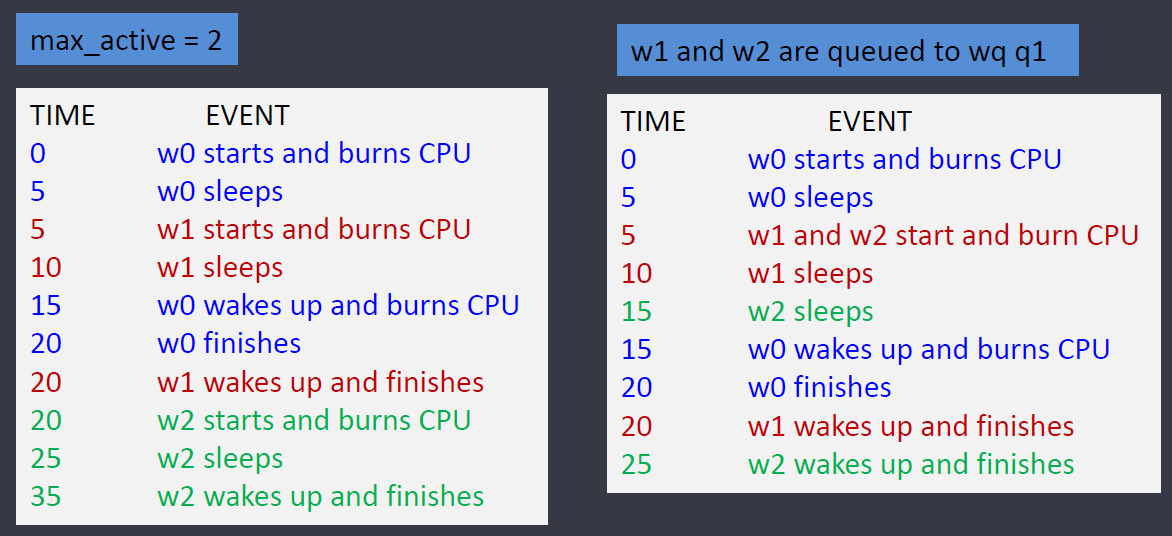 max_active = 2
TIME EVENT
0 w0 starts and burns CPU
5 w0 sleeps
5 w1 starts and burns CPU
10 w1 sleeps
15 w0 wakes up and burns CPU
20 w0 finishes
20 w1 wakes up and finishes
20 w2 starts and burns CPU
25 w2 sleeps
35 w2 wakes up and finishes
w1 and w2 are queued to wq q1
TIME EVENT
0 w0 starts and burns CPU
5 w0 sleeps
5 w1 and w2 start and burn CPU
10 w1 sleeps
15 w2 sleeps
15 w0 wakes up and burns CPU
20 w0 finishes
20 w1 wakes up and finishes
25 w2 wakes up and finishes